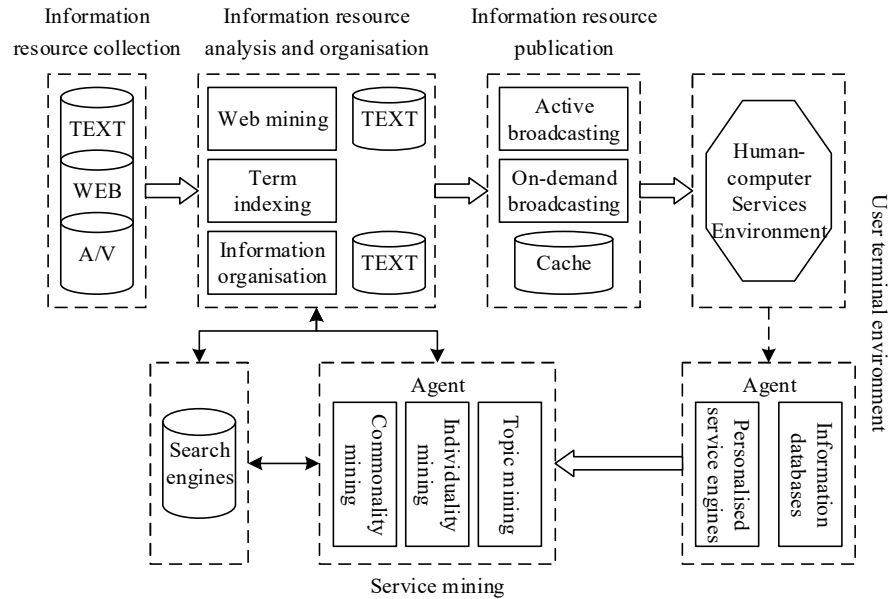 Information
resource collection
Information resource
analysis and organisation
Information resource
publication
TEXT
WEB
A/V
Web mining
TEXT
Term
indexing
Information
organisation
TEXT
Active
broadcasting
On-demand
broadcasting
Cache
Human-
computer
Services
Environment
User terminal environment
Search
engines
Agent
Commonality
mining
Individuality
mining
Topic mining
Service mining
Agent
Personalised
service engines
Information
databases